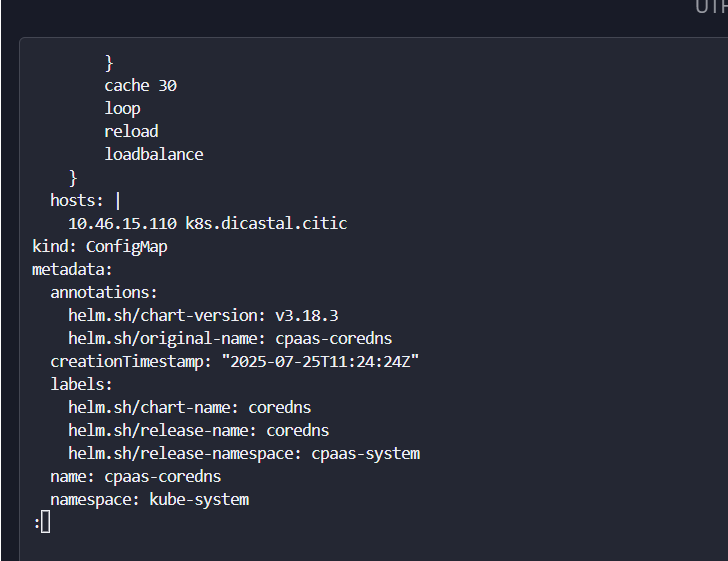 }
        cache 30
        loop
        reload
        loadbalance
    }
  hosts: |
    10.46.15.110 k8s.dicastal.citic
kind: ConfigMap
metadata:
  annotations:
    helm.sh/chart-version: v3.18.3
    helm.sh/original-name: cpaas-coredns
  creationTimestamp: "2025-07-25T11:24:24Z"
  labels:
    helm.sh/chart-name: coredns
    helm.sh/release-name: coredns
    helm.sh/release-namespace: cpaas-system
  name: cpaas-coredns
  namespace: kube-system
: